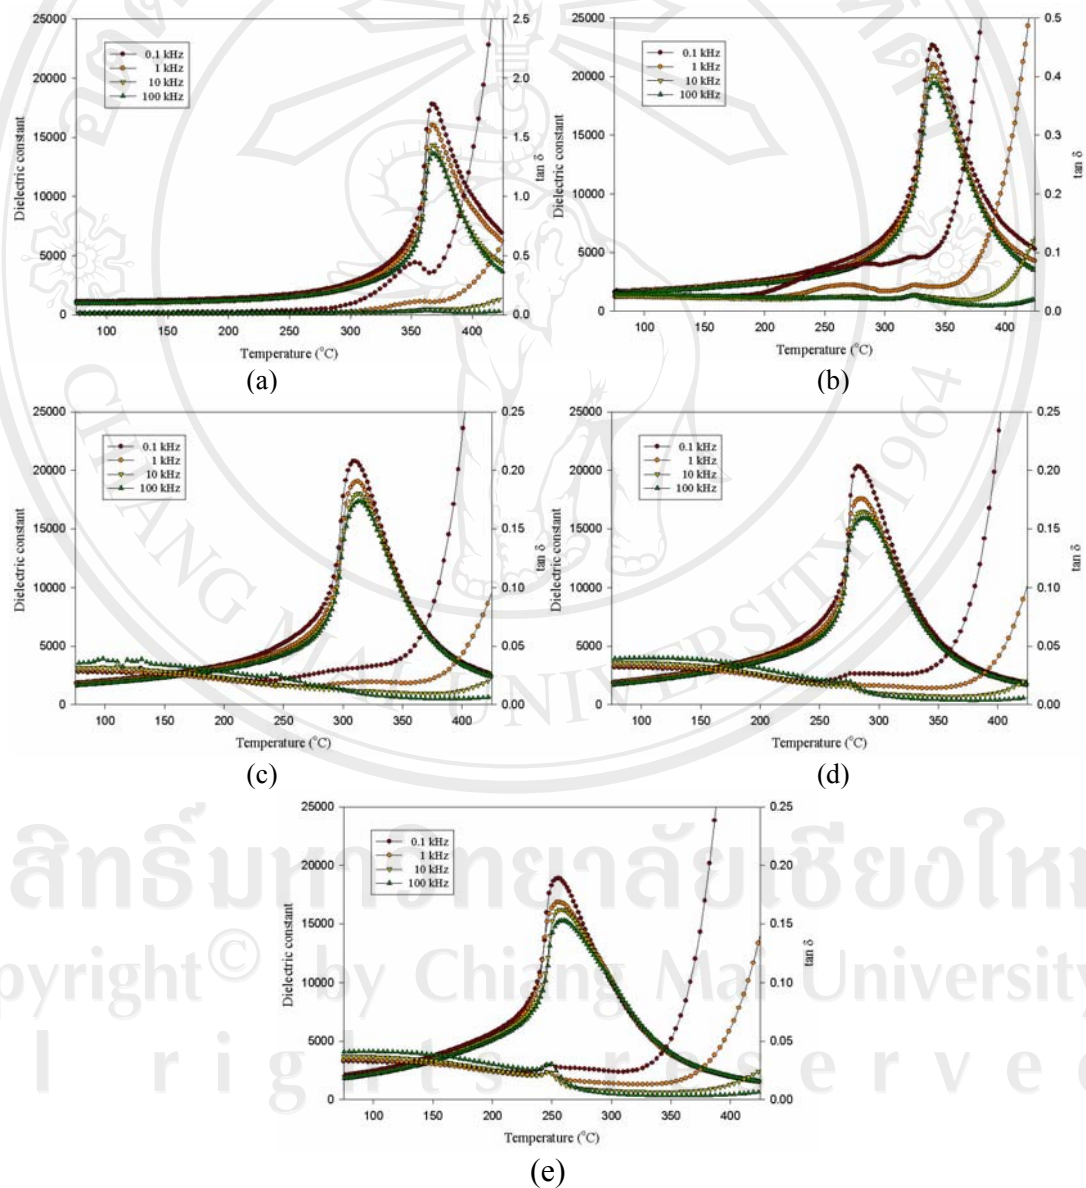 25000
20000
15000
10000
5000
0
Dielectric constant
0.1 kHz
1 kHz
10 kHz
100 kHz
2.5
2.0
1.5
1.0
0.5
0.0
tan δ
100 150 200 250 300 350 400
Temperature (°C)
(a)
25000
20000
15000
10000
5000
0
Dielectric constant
0.1 kHz
1 kHz
10 kHz
100 kHz
0.5
0.4
0.3
0.2
0.1
0.0
tan δ
100 150 200 250 300 350 400
Temperature (°C)
(b)
25000
20000
15000
10000
5000
0
Dielectric constant
0.1 kHz
1 kHz
10 kHz
100 kHz
0.25
0.20
0.15
0.10
0.05
0.00
tan δ
100 150 200 250 300 350 400
Temperature (°C)
(c)
25000
20000
15000
10000
5000
0
Dielectric constant
0.1 kHz
1 kHz
10 kHz
100 kHz
0.25
0.20
0.15
0.10
0.05
0.00
tan δ
100 150 200 250 300 350 400
Temperature (°C)
(d)
25000
20000
15000
10000
5000
0
Dielectric constant
0.1 kHz
1 kHz
10 kHz
100 kHz
0.25
0.20
0.15
0.10
0.05
0.00
tan δ
100 150 200 250 300 350 400
Temperature (°C)
(e)
CHIANG MAI UNIVERSITY 1964
สิทธิ์มหาวิทยาลัยเชียงใหม
opyright© by Chiang Mai University
l rights reserve